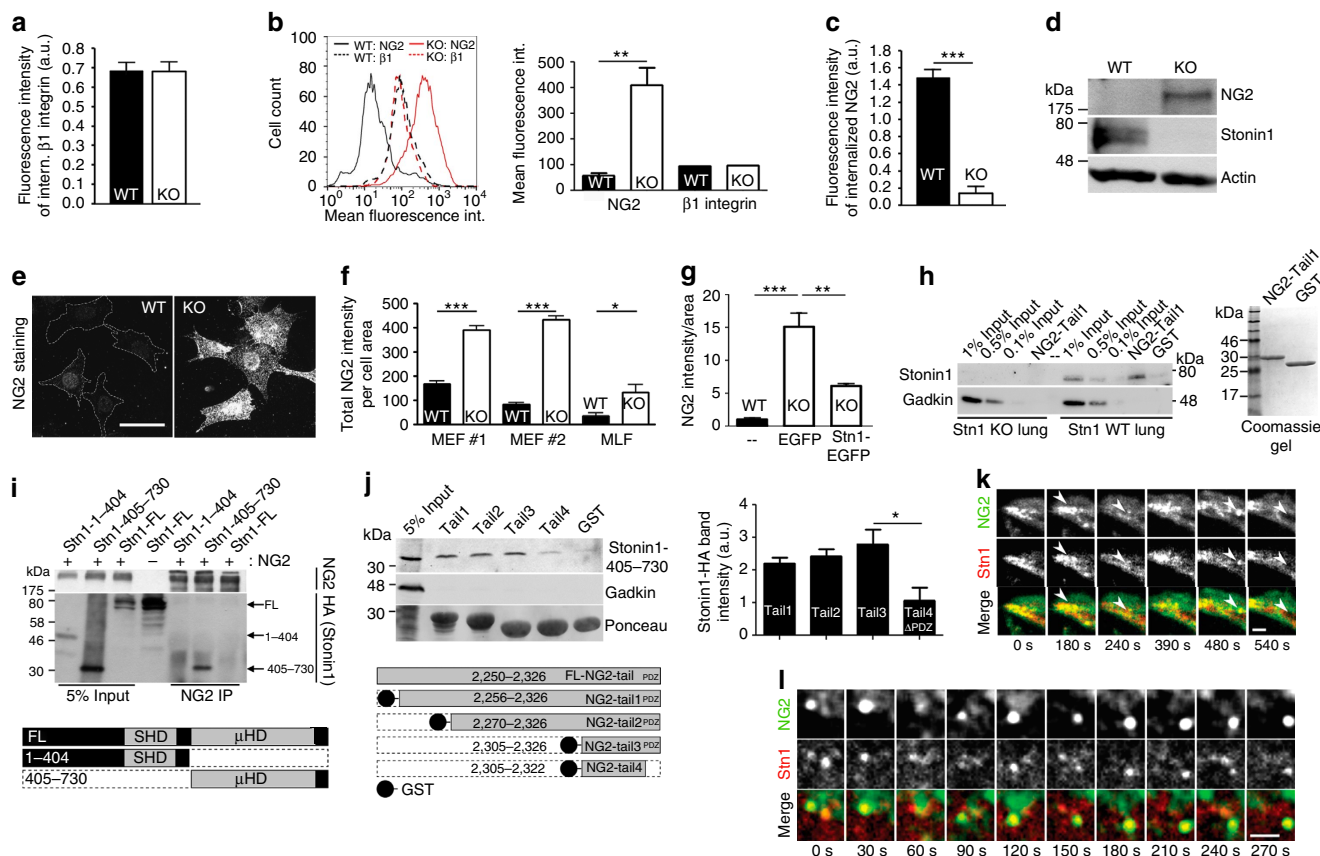 a
Fluorescence intensity
of intern. β1 integrin (a.u.)
0.8
0.7
0.6
0.5
0.4
0.3
0.2
0.1
0.0
WT
KO
b
Cell count
100
80
60
40
20
0
WT: NG2
WT: β1
KO: NG2
KO: β1
10⁰ 10¹ 10² 10³ 10⁴
Mean fluorescence int.
Mean fluorescence int.
500
400
300
200
100
0
**
WT
KO
WT
KO
NG2
β1 integrin
c
Fluorescence intensity
of internalized NG2 (a.u.)
1.8
1.6
1.4
1.2
1.0
0.8
0.6
0.4
0.2
0.0
***
WT
KO
d
WT KO
kDa
175
80
48
NG2
Stonin1
Actin
e
NG2 staining
WT
KO
f
Total NG2 intensity
per cell area
500
400
300
200
100
0
***
***
*
WT
KO
WT
KO
WT
KO
MEF #1
MEF #2
MLF
g
NG2 intensity/area
20
15
10
5
0
***
**
WT
KO
KO
--
EGFP
Stn1-
EGFP
h
1% Input
0.5% Input
0.1% Input
NG2-Tail1
--
1% Input
0.5% Input
0.1% Input
NG2-Tail1
GST
kDa
Stonin1
80
Gadkin
48
Stn1 KO lung
Stn1 WT lung
NG2-Tail1
GST
kDa
46
30
25
17
Coomassie
gel
i
Stn1-1–404
Stn1-405–730
Stn1-FL
Stn1-FL
Stn1-1–404
Stn1-405–730
Stn1-FL
+ + + – + + + : NG2
kDa
175
80
58
46
30
NG2
HA (Stonin1)
FL
1–404
405–730
5% Input
NG2 IP
FL
SHD
μHD
1–404
SHD
405–730
μHD
j
5% Input
Tail1
Tail2
Tail3
Tail4
GST
kDa
30
48
30
Stonin1-
405–730
Gadkin
Ponceau
Stonin1-HA band
intensity (a.u.)
4
3
2
1
0
*
Tail1
Tail2
Tail3
Tail4
ΔPDZ
2,250–2,326 FL-NG2-tail PDZ
2,256–2,326 NG2-tail1 PDZ
2,270–2,326 NG2-tail2 PDZ
2,305–2,326 NG2-tail3 PDZ
2,305–2,322 NG2-tail4
GST
k
NG2
Stn1
Merge
0 s 180 s 240 s 390 s 480 s 540 s
l
NG2
Stn1
Merge
0 s 30 s 60 s 90 s 120 s 150 s 180 s 210 s 240 s 270 s